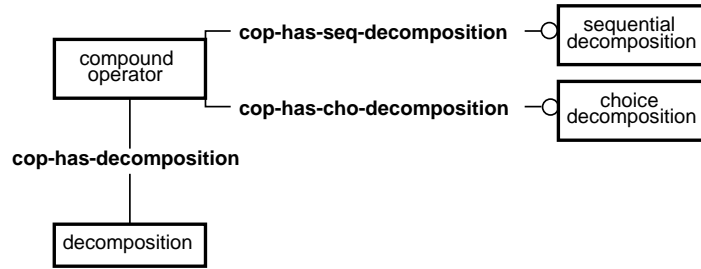 cop-has-seq-decomposition
sequential
decomposition
compound
operator
cop-has-cho-decomposition
choice
decomposition
cop-has-decomposition
decomposition